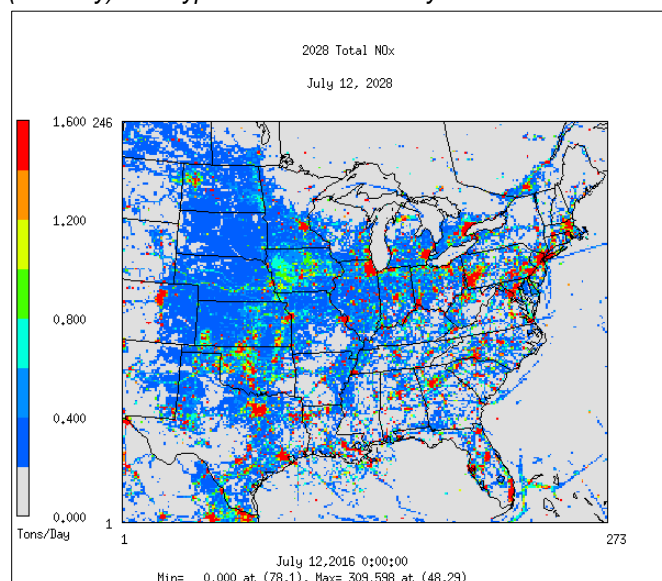 2028 Total NOx
July 12, 2028
1.600
246
1.200
0.800
0.400
0.000
1
Tons/Day
1
273
July 12,2016 0:00:00
Min= 0.000 at (78,1), Max= 309.598 at (48,29)